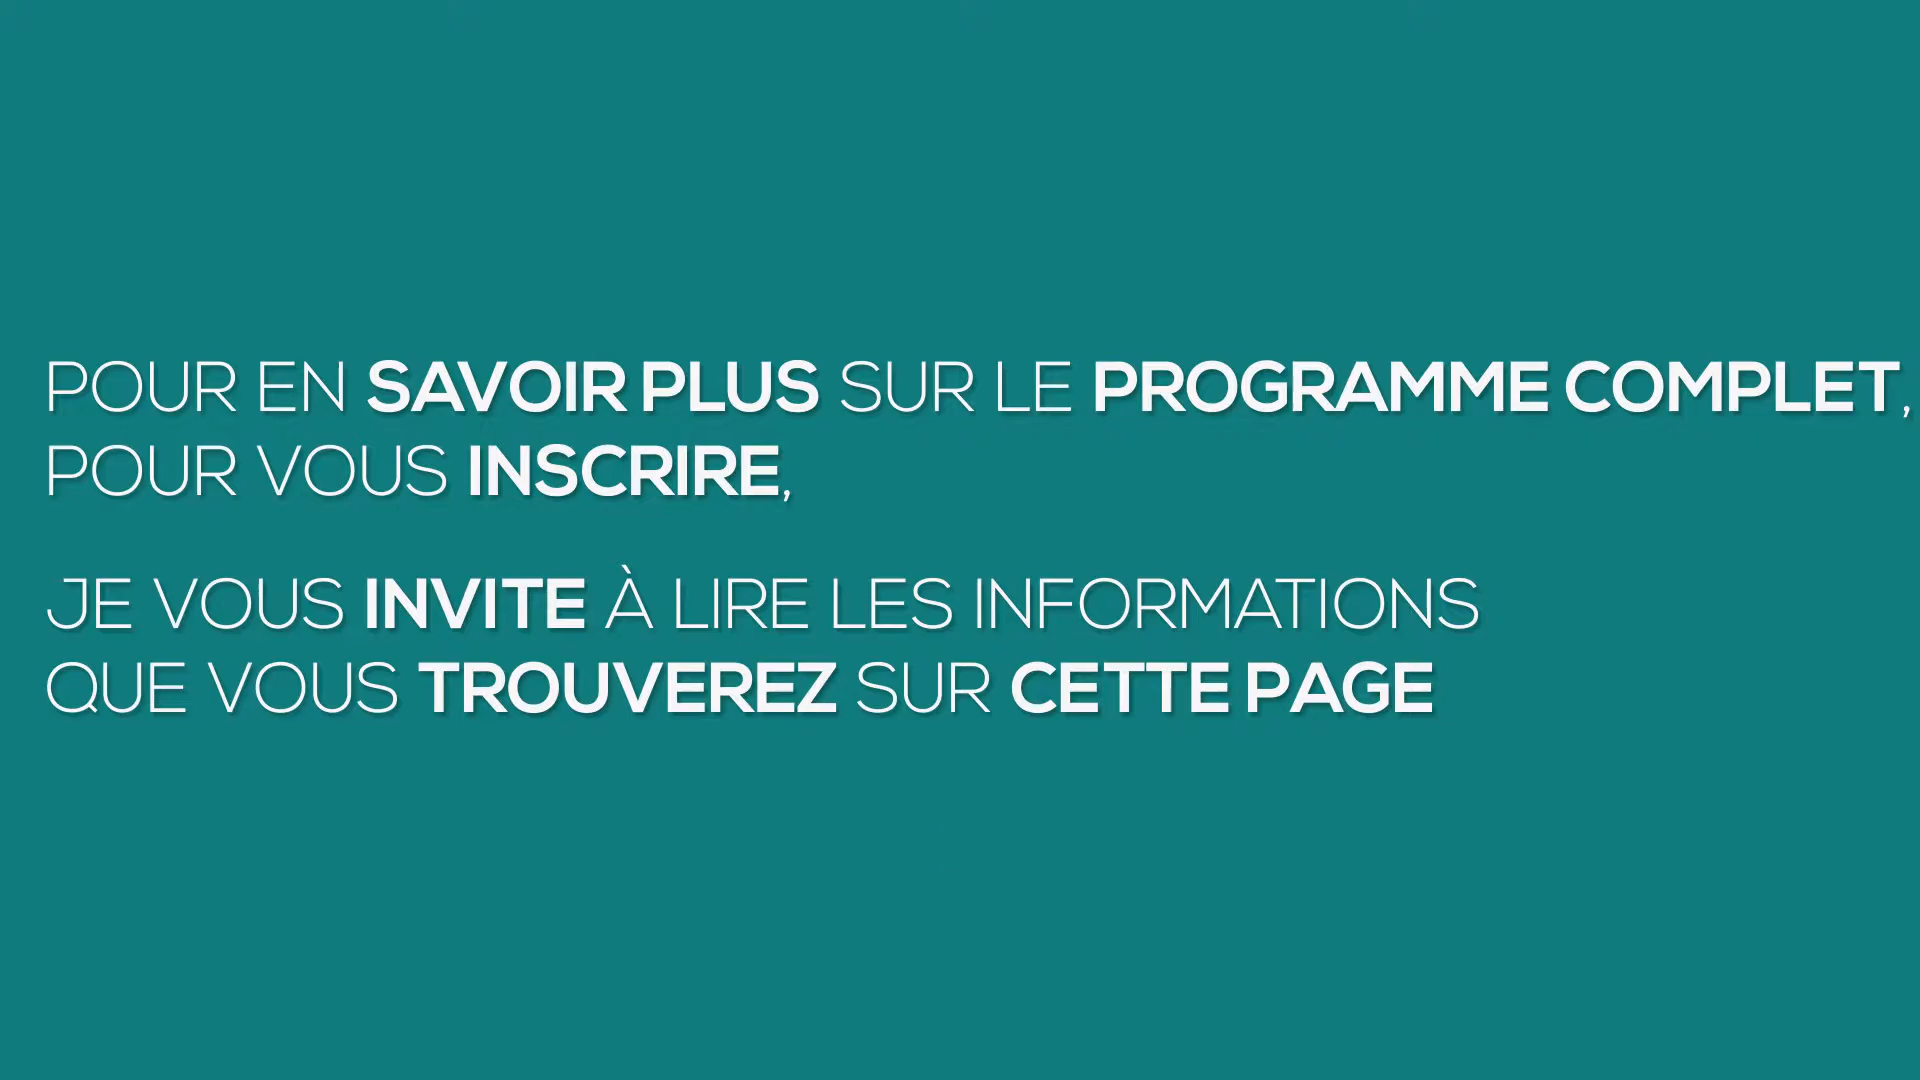 POUR EN SAVOIR PLUS SUR LE PROGRAMME COMPLET,
POUR VOUS INSCRIRE,
JE VOUS INVITE À LIRE LES INFORMATIONS
QUE VOUS TROUVEREZ SUR CETTE PAGE